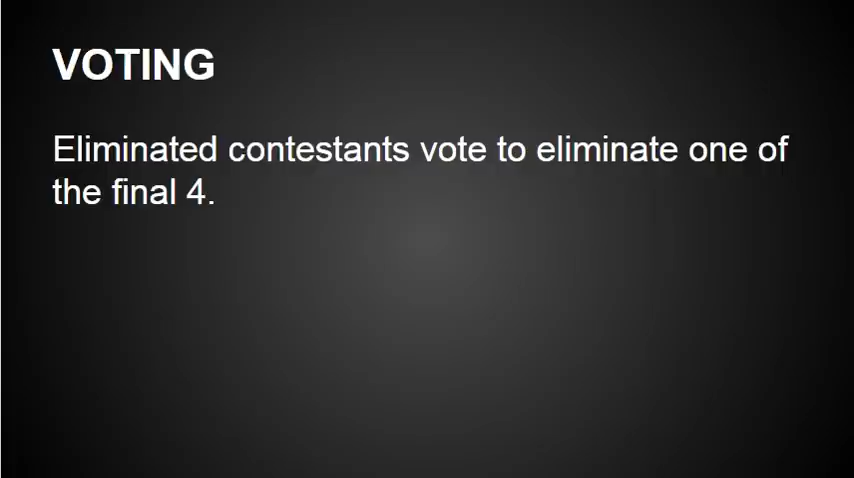 VOTING
Eliminated contestants vote to eliminate one of
the final 4.